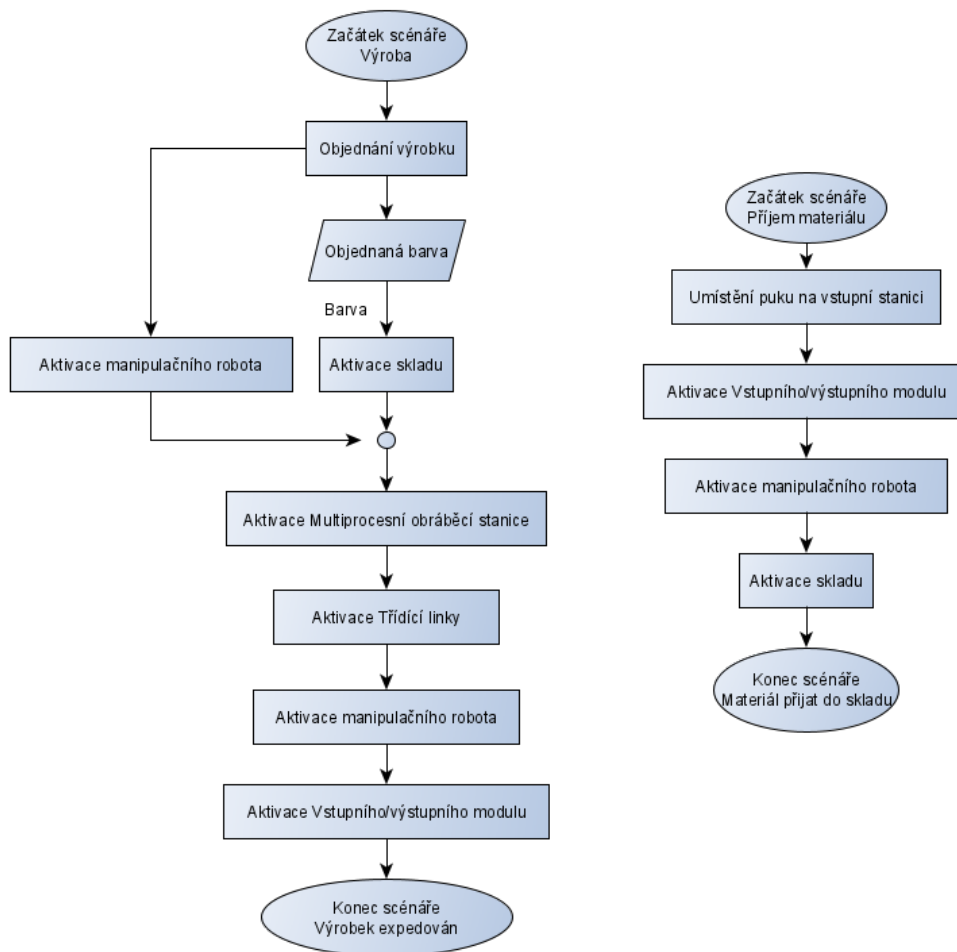 Začátek scénáře
Výroba
Objednání výrobku
Objednaná barva
Barva
Aktivace manipulačního robota
Aktivace skladu
Aktivace Multiprocesní obráběcí stanice
Aktivace Třídící linky
Aktivace manipulačního robota
Aktivace Vstupního/výstupního modulu
Konec scénáře
Výrobek expedován
Začátek scénáře
Příjem materiálu
Umístění puku na vstupní stanici
Aktivace Vstupního/výstupního modulu
Aktivace manipulačního robota
Aktivace skladu
Konec scénáře
Materiál přijat do skladu